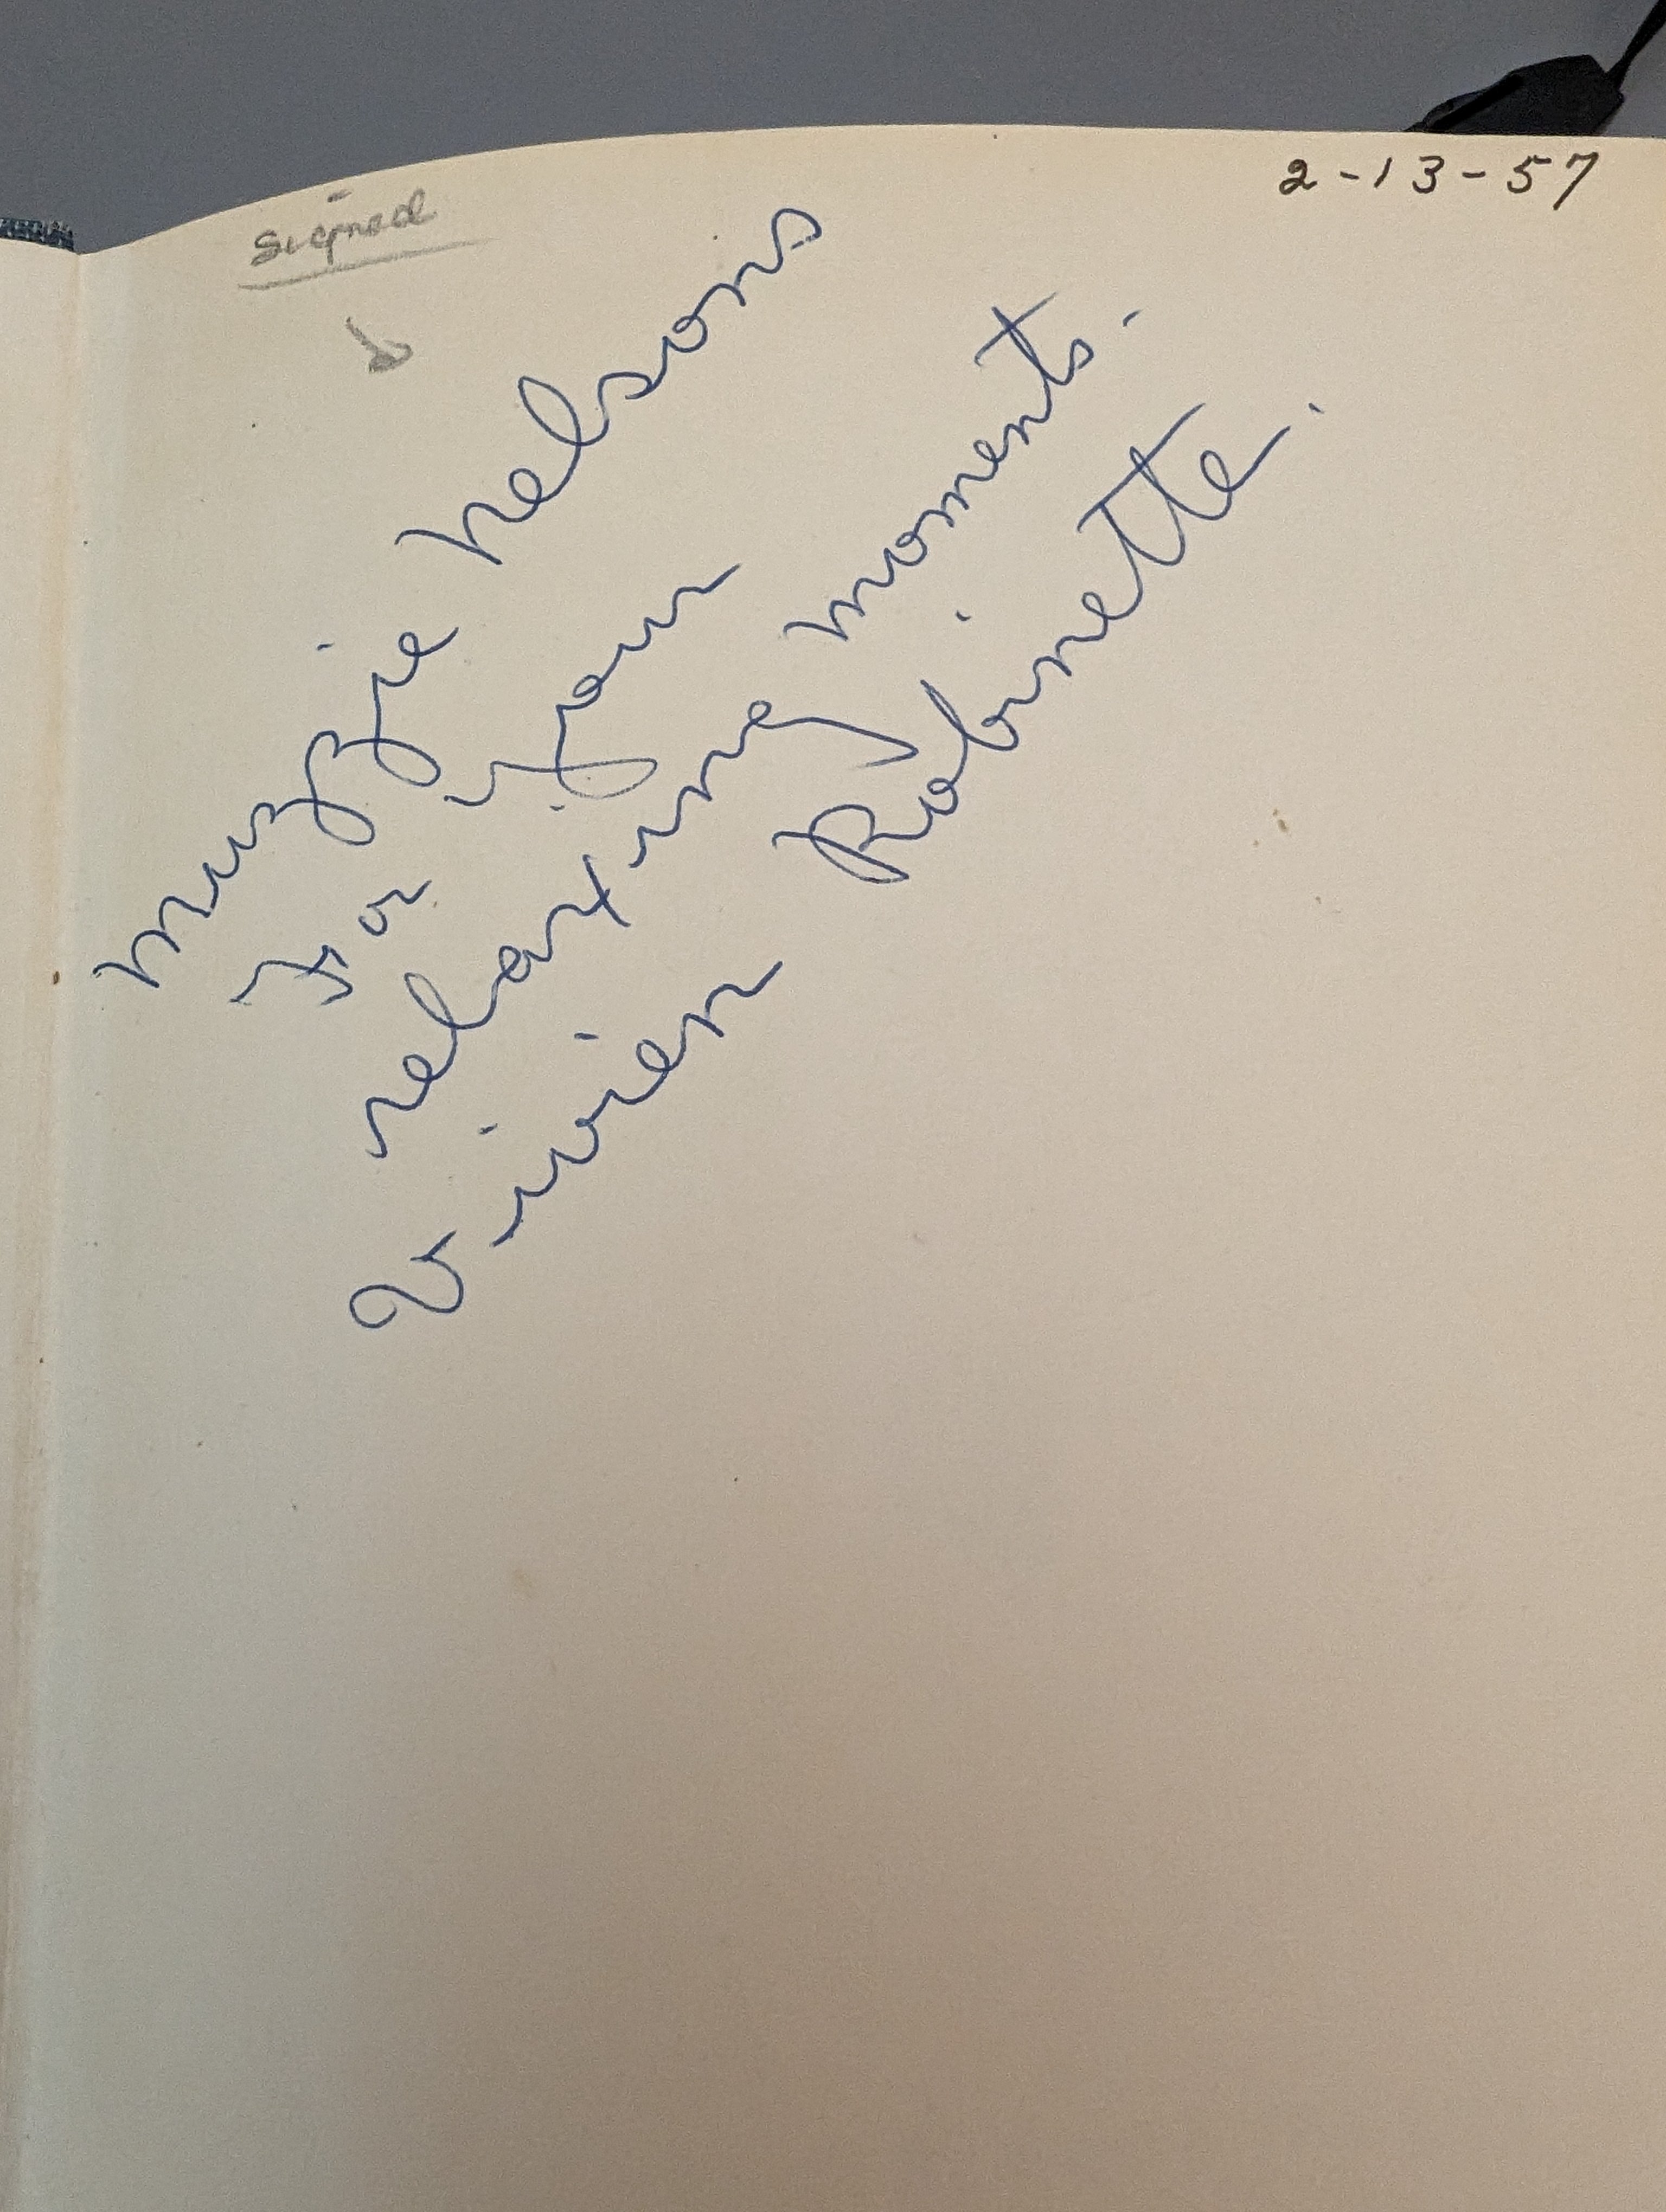 2-13-57
Signed
Muzzie Nelsons
For your
relaxing moments.
Vivien Robinette.